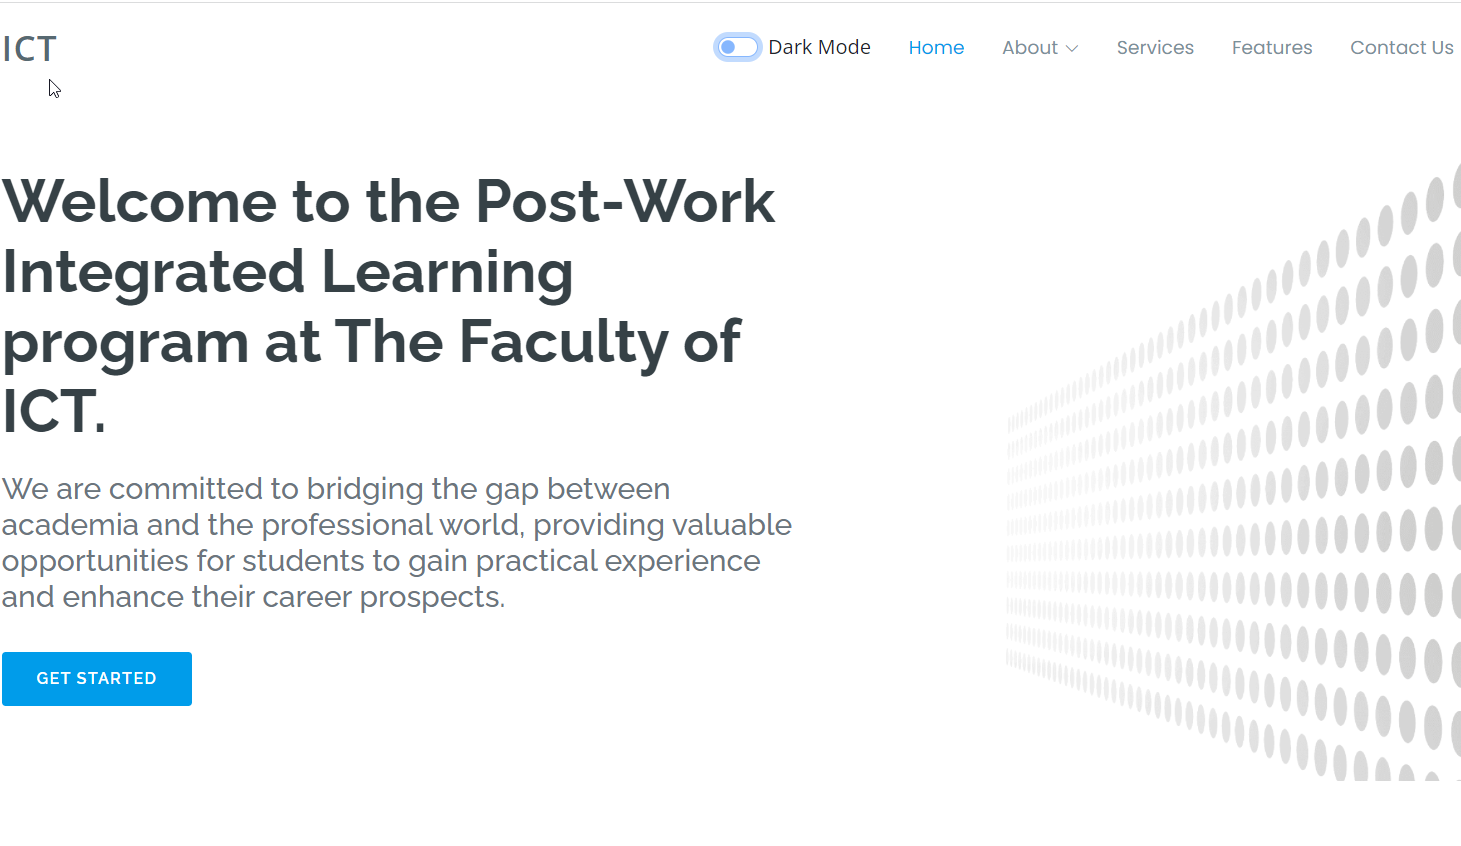 ICT
Dark Mode Home About Services Features Contact Us
Welcome to the Post-Work
Integrated Learning
program at The Faculty of
ICT.
We are committed to bridging the gap between
academia and the professional world, providing valuable
opportunities for students to gain practical experience
and enhance their career prospects.
GET STARTED